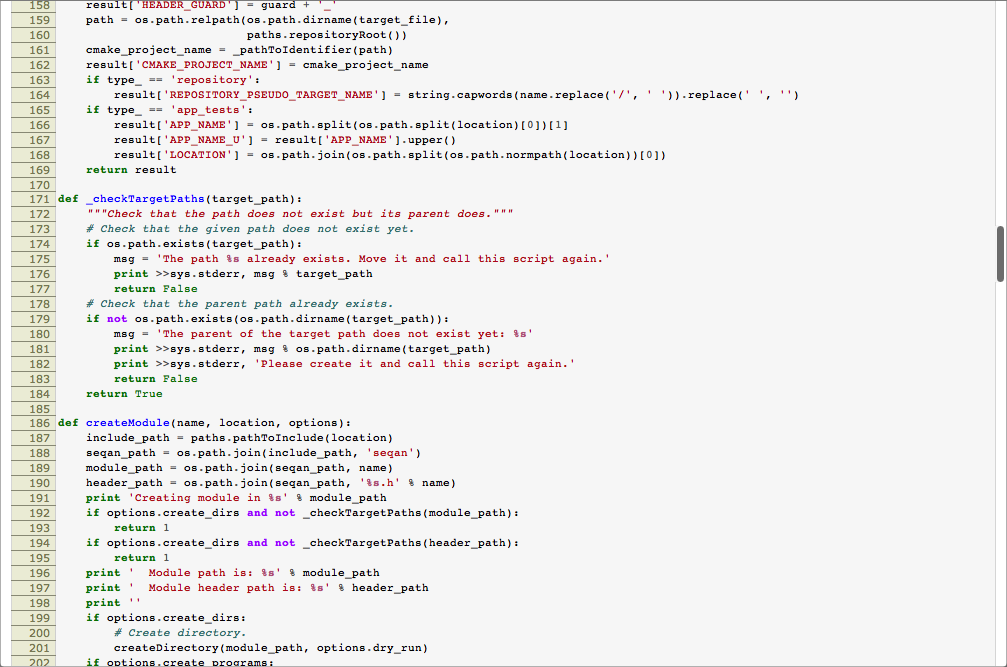 158 result['HEADER_GUARD'] = guard + '_'
159 path = os.path.relpath(os.path.dirname(target_file),
160 paths.repositoryRoot())
161 cmake_project_name = _pathToIdentifier(path)
162 result['CMAKE_PROJECT_NAME'] = cmake_project_name
163 if type_ == 'repository':
164 result['REPOSITORY_PSEUDO_TARGET_NAME'] = string.capwords(name.replace('/', ' ')).replace(' ', '')
165 if type_ == 'app_tests':
166 result['APP_NAME'] = os.path.split(os.path.split(location)[0])[1]
167 result['APP_NAME_U'] = result['APP_NAME'].upper()
168 result['LOCATION'] = os.path.join(os.path.split(os.path.normpath(location))[0])
169 return result
170
171 def _checkTargetPaths(target_path):
172 """Check that the path does not exist but its parent does."""
173 # Check that the given path does not exist yet.
174 if os.path.exists(target_path):
175 msg = 'The path %s already exists. Move it and call this script again.'
176 print >>sys.stderr, msg % target_path
177 return False
178 # Check that the parent path already exists.
179 if not os.path.exists(os.path.dirname(target_path)):
180 msg = 'The parent of the target path does not exist yet: %s'
181 print >>sys.stderr, msg % os.path.dirname(target_path)
182 print >>sys.stderr, 'Please create it and call this script again.'
183 return False
184 return True
185
186 def createModule(name, location, options):
187 include_path = paths.pathToInclude(location)
188 seqan_path = os.path.join(include_path, 'seqan')
189 module_path = os.path.join(seqan_path, name)
190 header_path = os.path.join(seqan_path, '%s.h' % name)
191 print 'Creating module in %s' % module_path
192 if options.create_dirs and not _checkTargetPaths(module_path):
193 return 1
194 if options.create_dirs and not _checkTargetPaths(header_path):
195 return 1
196 print '  Module path is: %s' % module_path
197 print '  Module header path is: %s' % header_path
198 print ''
199 if options.create_dirs:
200 # Create directory.
201 createDirectory(module_path, options.dry_run)
202 if options.create_programs: